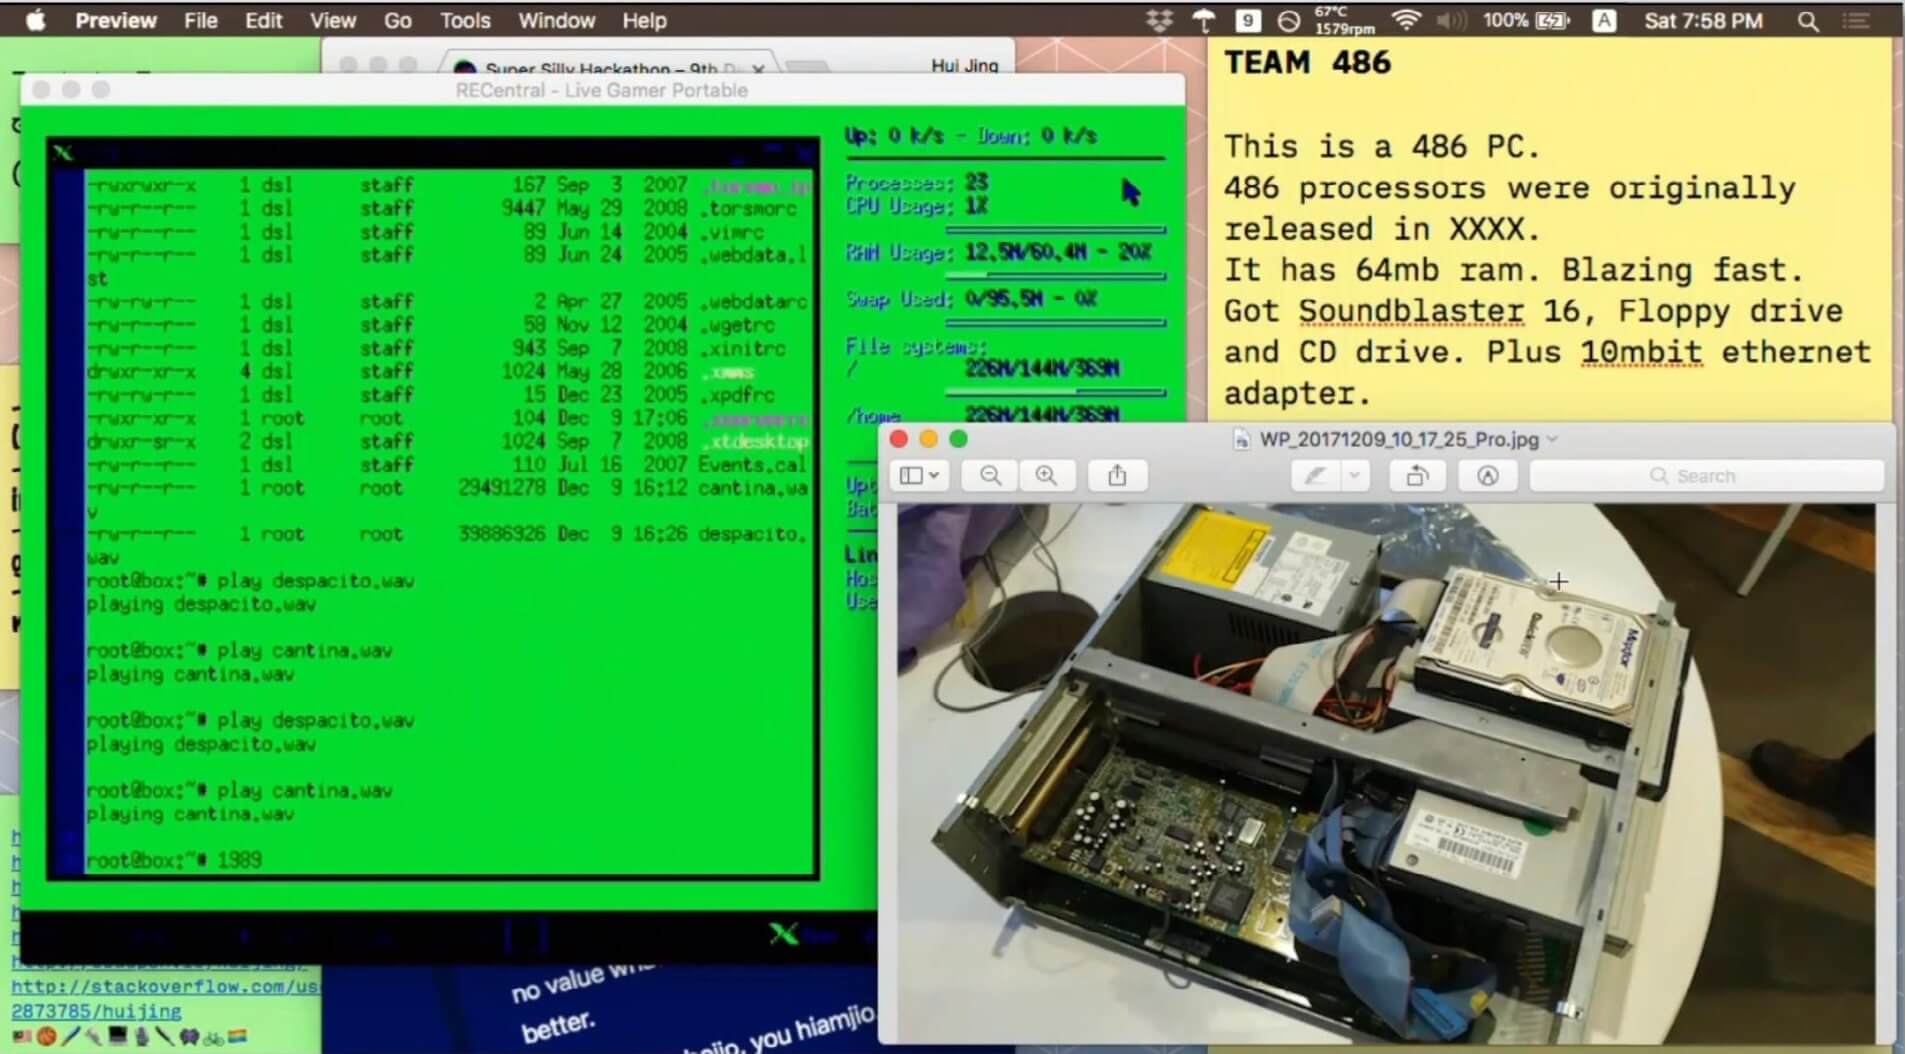 Preview File Edit View Go Tools Window Help
9 67°C 1579rpm 100% A Sat 7:58 PM
Super Silly Hackathon – 9th D
Hui Jing
RECentral - Live Gamer Portable
-rwxrwxr-x 1 dsl staff 167 Sep 3 2007
-rw-r--r-- 1 dsl staff 9447 May 29 2008 .torsmorc
-rw-r--r-- 1 dsl staff 89 Jun 14 2004 .vimrc
-rw-r--r-- 1 dsl staff 89 Jun 24 2005 .webdata.l
st
-rw-rw-r-- 1 dsl staff 2 Apr 27 2005 .webdatarc
-rw-r--r-- 1 dsl staff 58 Nov 12 2004 .wgetrc
-rw-r--r-- 1 dsl staff 943 Sep 7 2008 .xinitrc
drwxr-xr-x 4 dsl staff 1024 May 28 2006 .xmms
-rw-r--r-- 1 dsl staff 15 Dec 23 2005 .xpdfrc
-rwxr-xr-x 1 root root 104 Dec 9 17:06
drwxr-sr-x 2 dsl staff 1024 Sep 7 2008 .xtdesktop
-rw-r--r-- 1 dsl staff 110 Jul 16 2007 Events.cal
-rw-r--r-- 1 root root 29491278 Dec 9 16:12 cantina.wa
v
-rw-r--r-- 1 root root 39886926 Dec 9 16:26 despacito.
wav
root@box:~# play despacito.wav
playing despacito.wav
root@box:~# play cantina.wav
playing cantina.wav
root@box:~# play despacito.wav
playing despacito.wav
root@box:~# play cantina.wav
playing cantina.wav
root@box:~# 1989
Up: 0 k/s - Down: 0 k/s
Processes: 23
CPU Usage: 1%
RAM Usage: 12.5M/60.4M - 20%
Swap Used: 0/95.5M - 0%
File systems:
/ 226M/144M/369M
/home 226M/144M/369M
Upt
Bat
Lin
Hos
Use
TEAM 486
This is a 486 PC.
486 processors were originally
released in XXXX.
It has 64mb ram. Blazing fast.
Got Soundblaster 16, Floppy drive
and CD drive. Plus 10mbit ethernet
adapter.
WP_20171209_10_17_25_Pro.jpg
Search
Maxtor
http://stackoverflow.com/us
2873785/huijing
better.
you hiamjio